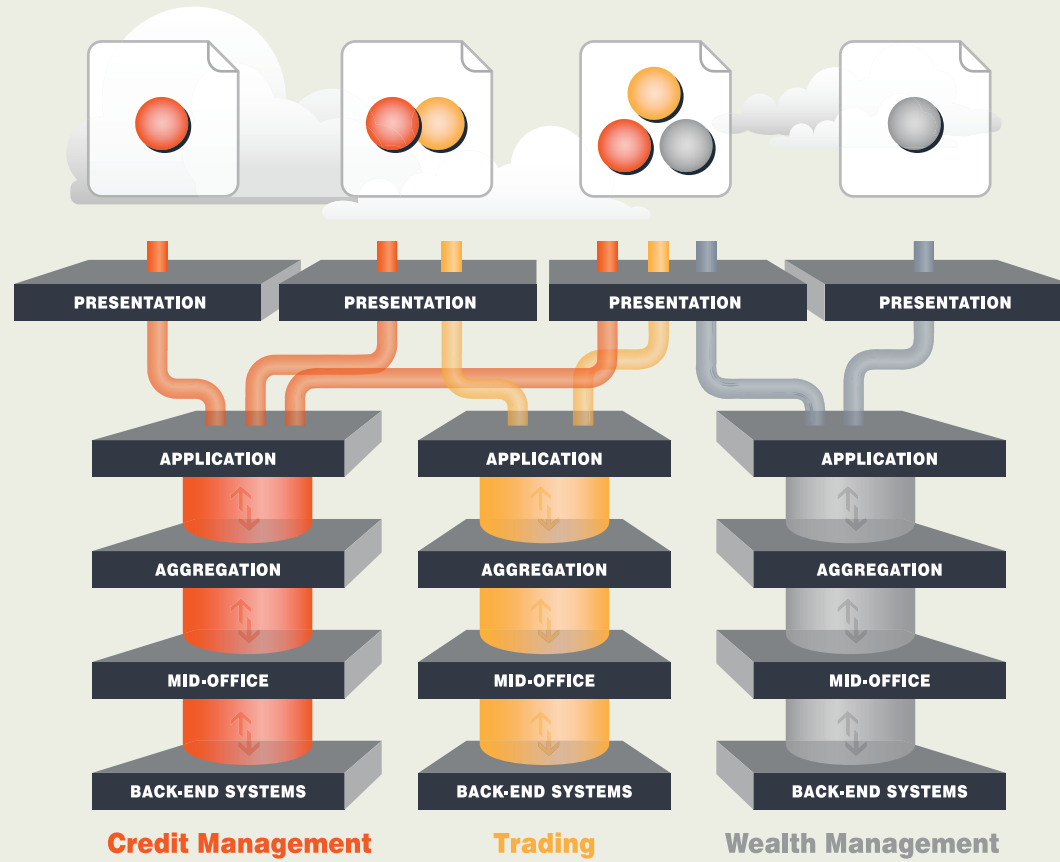 PRESENTATION
PRESENTATION
PRESENTATION
PRESENTATION
APPLICATION
APPLICATION
APPLICATION
AGGREGATION
AGGREGATION
AGGREGATION
MID-OFFICE
MID-OFFICE
MID-OFFICE
BACK-END SYSTEMS
BACK-END SYSTEMS
BACK-END SYSTEMS
Credit Management
Trading
Wealth Management